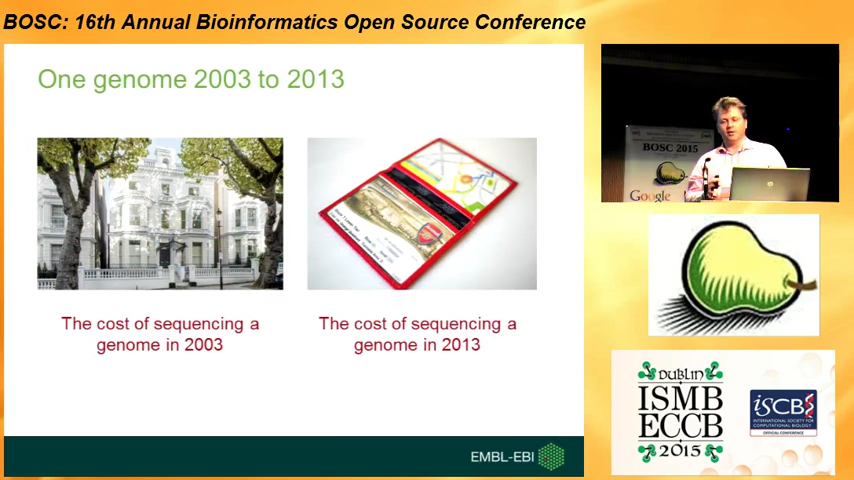 BOSC: 16th Annual Bioinformatics Open Source Conference
One genome 2003 to 2013
The cost of sequencing a
genome in 2003
The cost of sequencing a
genome in 2013
EMBL-EBI
BOSC 2015
Google
DUBLIN
ISMB
ECCB
2015
iSCB
INTERNATIONAL SOCIETY FOR
COMPUTATIONAL BIOLOGY
OFFICIAL CONFERENCE